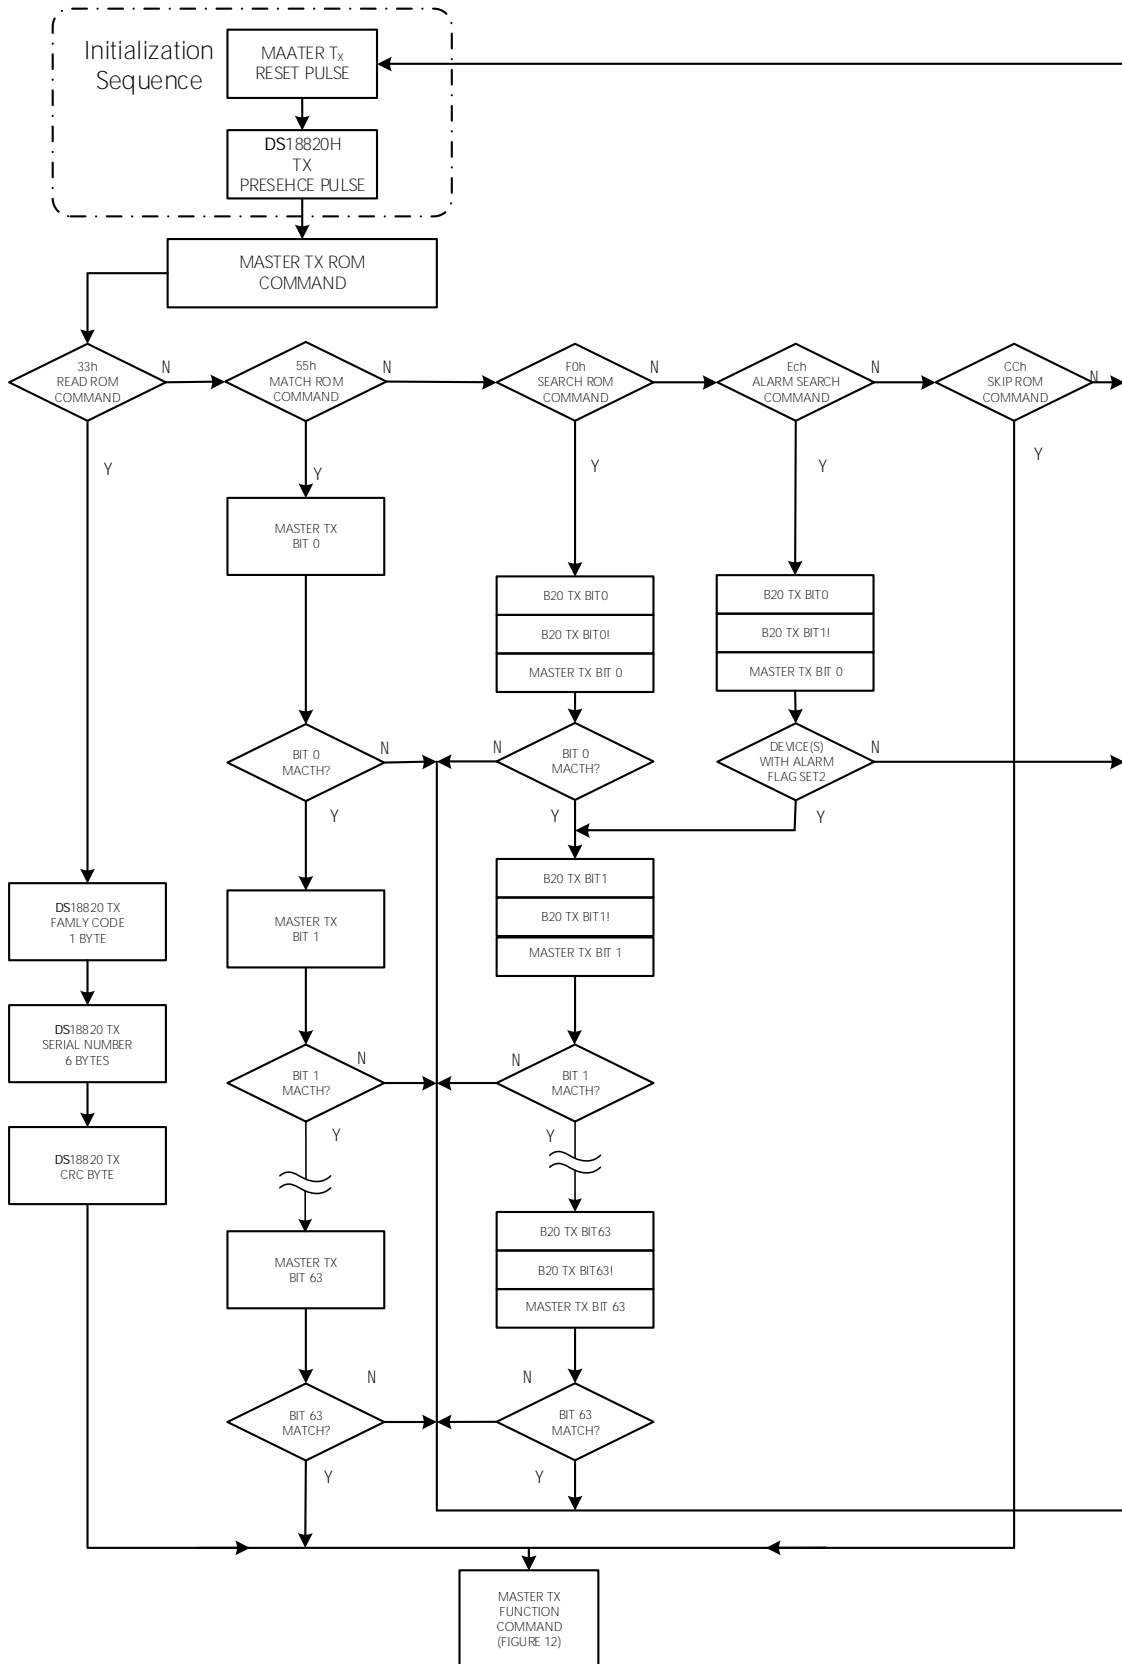 Initialization
Sequence
MAATER Tx
RESET PULSE
DS18820H
TX
PRESEHCE PULSE
MASTER TX ROM
COMMAND
33h
READ ROM
COMMAND
N
55h
MATCH ROM
COMMAND
N
F0h
SEARCH ROM
COMMAND
N
Ech
ALARM SEARCH
COMMAND
N
CCh
SKIP ROM
COMMAND
N
Y
Y
Y
Y
Y
MASTER TX
BIT 0
B20 TX BIT0
B20 TX BIT0!
MASTER TX BIT 0
B20 TX BIT0
B20 TX BIT1!
MASTER TX BIT 0
BIT 0
MACTH?
N
N
BIT 0
MACTH?
DEVICE(S)
WITH ALARM
FLAG SET2
N
Y
Y
Y
DS18820 TX
FAMLY CODE
1 BYTE
MASTER TX
BIT 1
B20 TX BIT1
B20 TX BIT1!
MASTER TX BIT 1
DS18820 TX
SERIAL NUMBER
6 BYTES
BIT 1
MACTH?
N
N
BIT 1
MACTH?
Y
Y
DS18820 TX
CRC BYTE
MASTER TX
BIT 63
B20 TX BIT63
B20 TX BIT63!
MASTER TX BIT 63
N
N
BIT 63
MATCH?
BIT 63
MATCH?
Y
Y
MASTER TX
FUNCTION
COMMAND
(FIGURE 12)